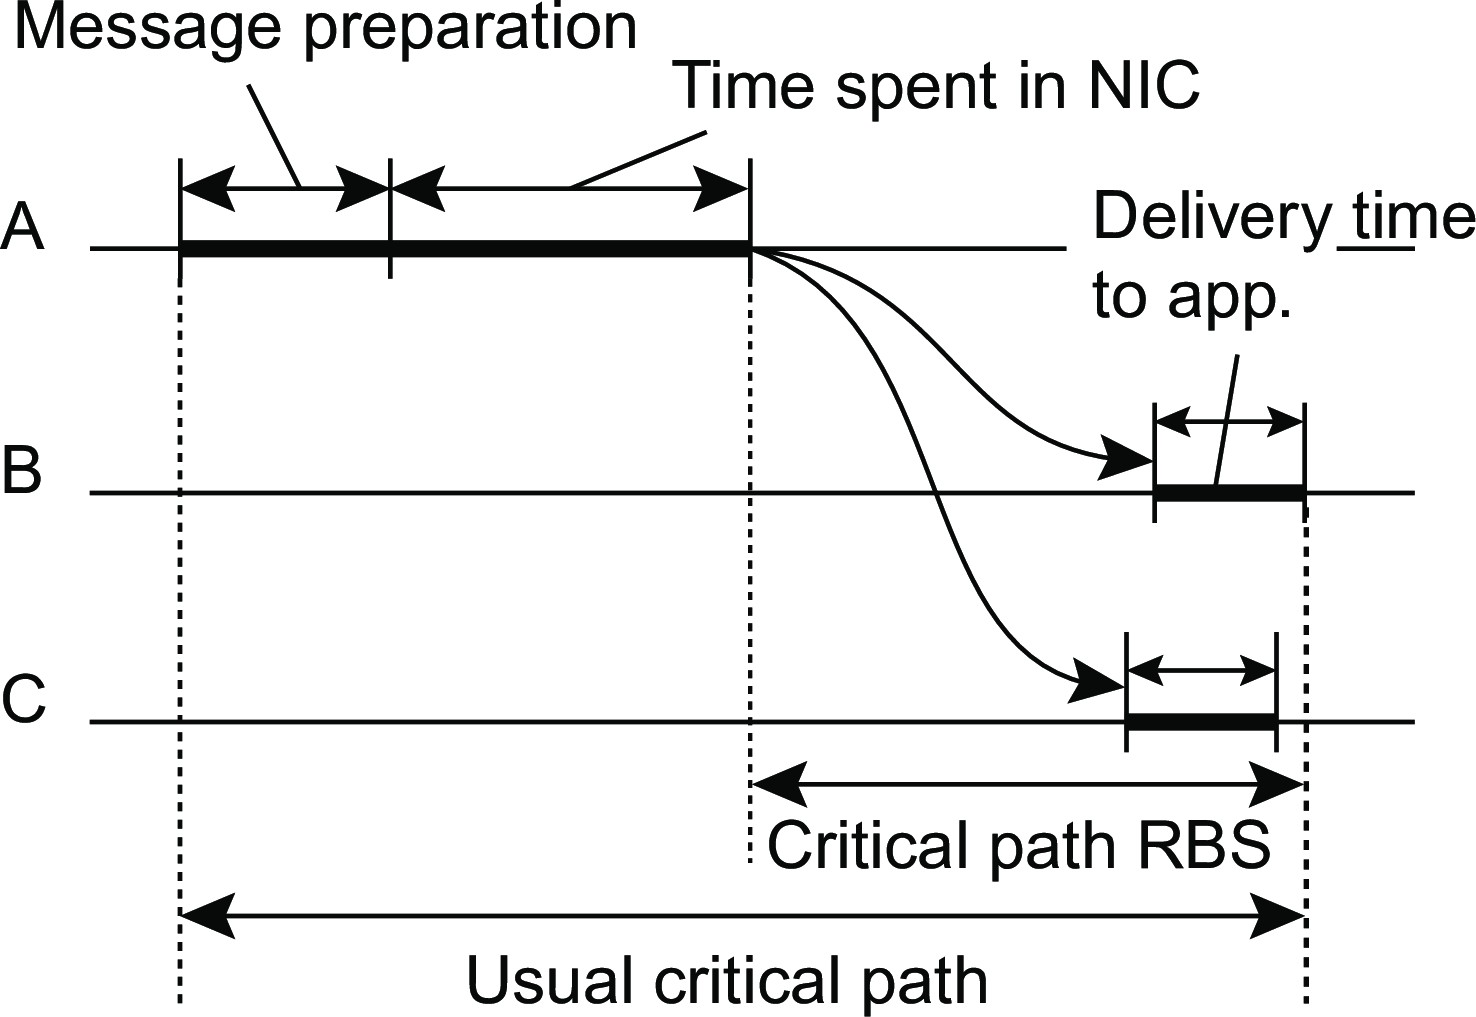 Message preparation
Time spent in NIC
A
Delivery time
to app.
B
C
Critical path RBS
Usual critical path